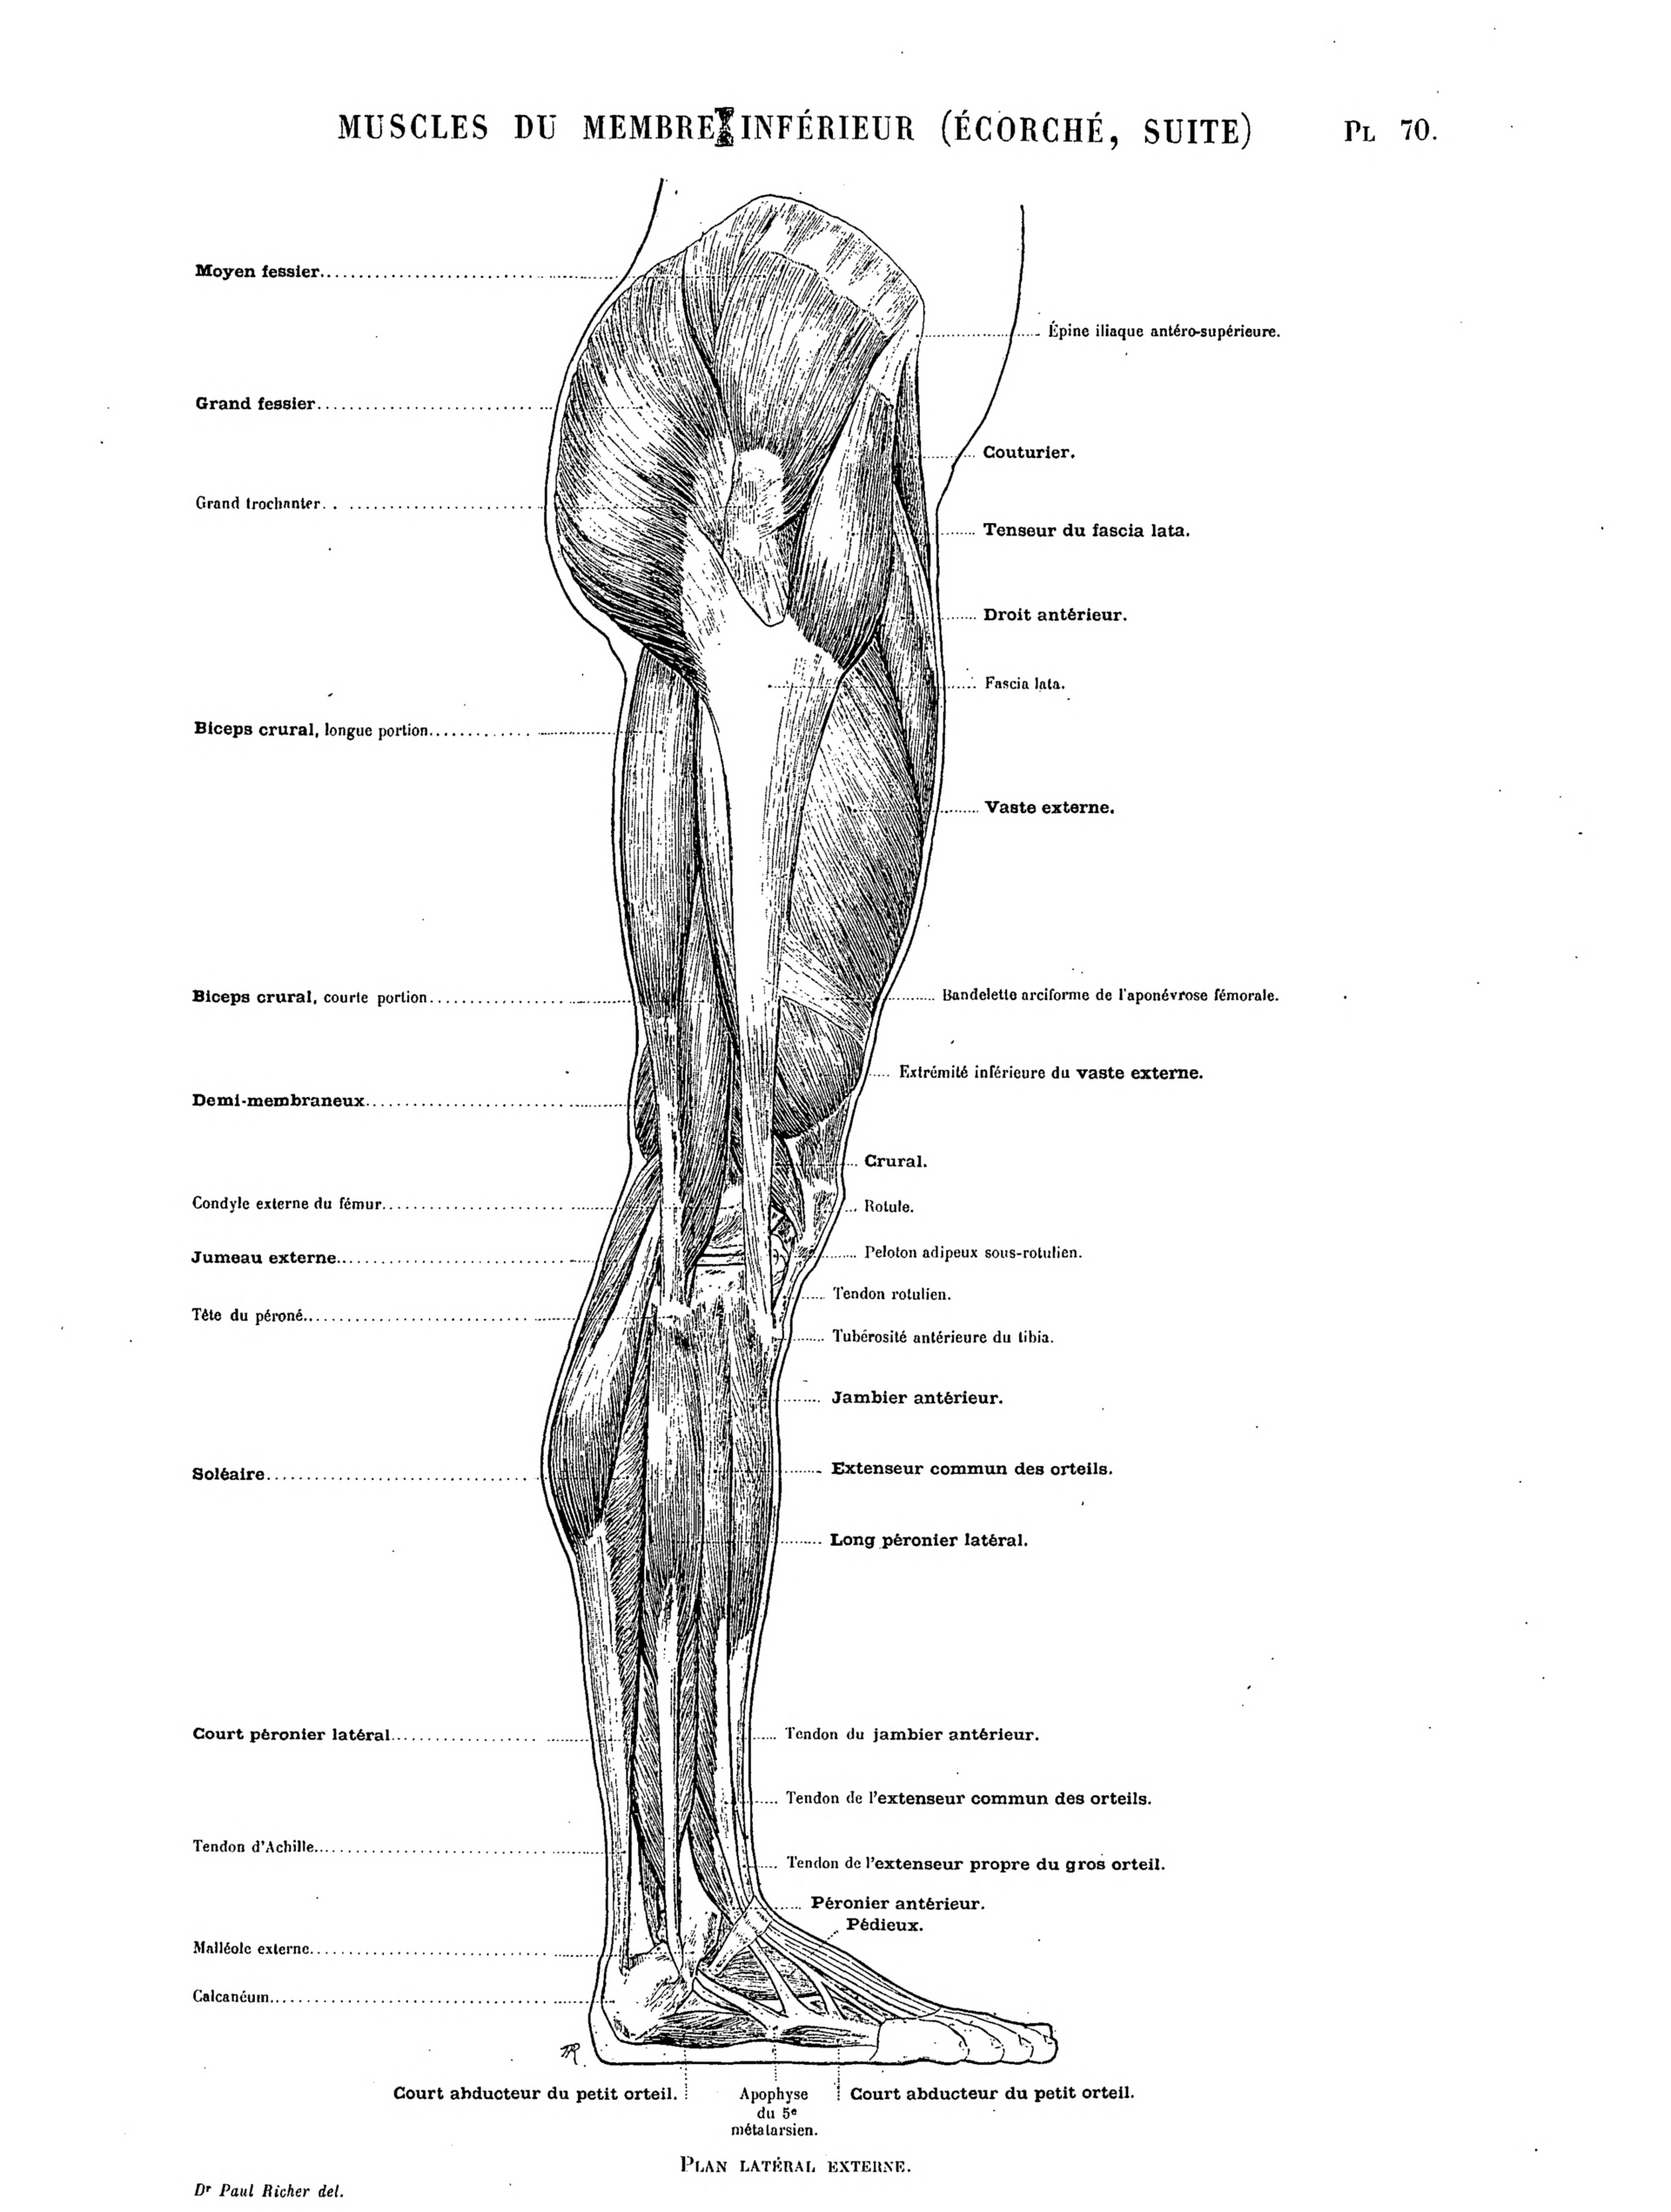 MUSCLES DU MEMBRE INFÉRIEUR (ÉCORCHÉ, SUITE) PL 70.
Moyen fessier
Épine iliaque antéro-supérieure.
Grand fessier
Couturier.
Grand trochanter
Tenseur du fascia lata.
Droit antérieur.
Fascia lata.
Biceps crural, longue portion
Vaste externe.
Biceps crural, courte portion
Bandelette arciforme de l'aponévrose fémorale.
Extrémité inférieure du vaste externe.
Demi-membraneux
Crural.
Condyle externe du fémur
Rotule.
Jumeau externe
Peloton adipeux sous-rotulien.
Tendon rotulien.
Tête du péroné
Tubérosité antérieure du tibia.
Jambier antérieur.
Soléaire
Extenseur commun des orteils.
Long péronier latéral.
Court péronier latéral
Tendon du jambier antérieur.
Tendon de l'extenseur commun des orteils.
Tendon d'Achille
Tendon de l'extenseur propre du gros orteil.
Péronier antérieur.
Pédieux.
Malléole externe
Calcanéum
Court abducteur du petit orteil.
Apophyse
du 5e
métatarsien.
Court abducteur du petit orteil.
PLAN LATÉRAL EXTERNE.
Dr Paul Richer del.